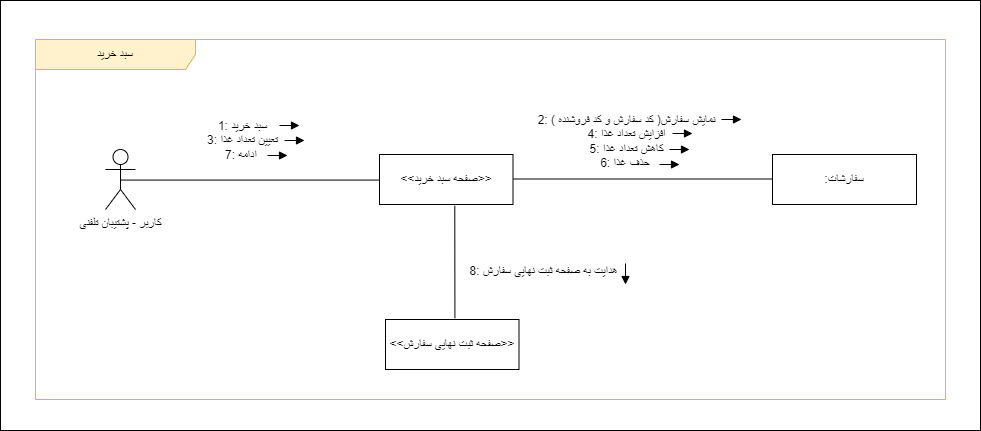 سبد خرید
1: سبد خرید
3: تعیین تعداد غذا
7: ادامه
2: نمایش سفارش( کد سفارش و کد فروشنده )
4: افزایش تعداد غذا
5: کاهش تعداد غذا
6: حذف غذا
<<صفحه سبد خرید>>
سفارشات:
کاربر - پشتیبان تلفنی
8: هدایت به صفحه ثبت نهایی سفارش
<<صفحه ثبت نهایی سفارش>>